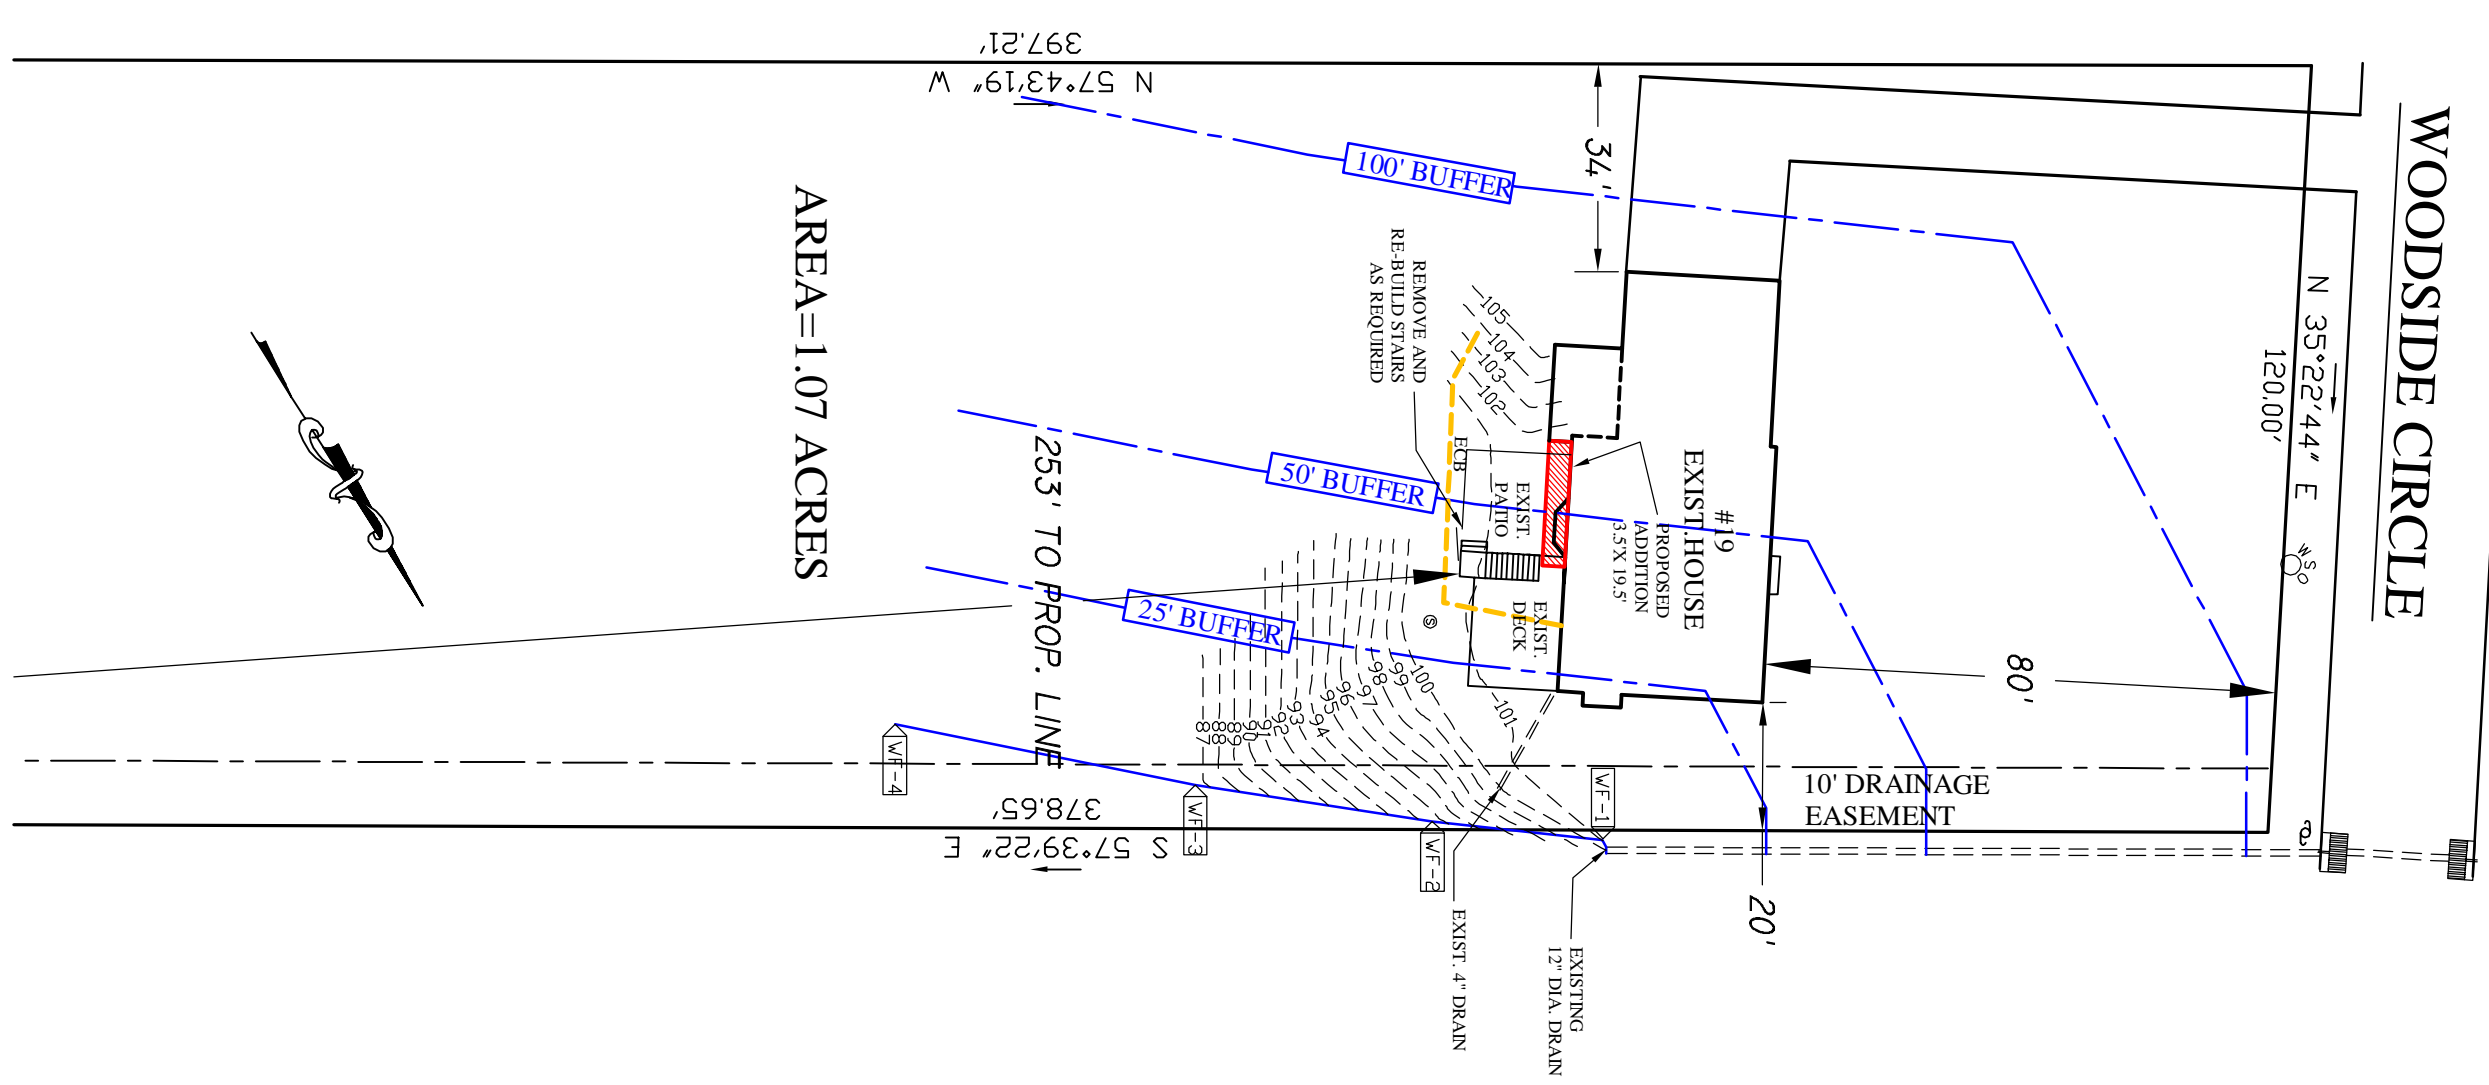 WOODSIDE CIRCLE
N 35°22'44" E
120.00'
WSO
397.21'
N 57°43'19" W
34'
100' BUFFER
REMOVE AND
RE-BUILD STAIRS
AS REQUIRED
105
104
103
102
ECB
EXIST.
PATIO
PROPOSED
ADDITION
3.5'X 19.5'
#19
EXIST.HOUSE
50' BUFFER
EXIST.
DECK
S
80'
25' BUFFER
AREA=1.07 ACRES
253' TO PROP. LINE
101
100
99
98
97
96
95
94
93
92
91
90
89
88
87
WF-4
WF-3
WF-2
WF-1
10' DRAINAGE
EASEMENT
378.65'
S 57°39'22" E
20'
EXIST. 4" DRAIN
EXISTING
12" DIA. DRAIN